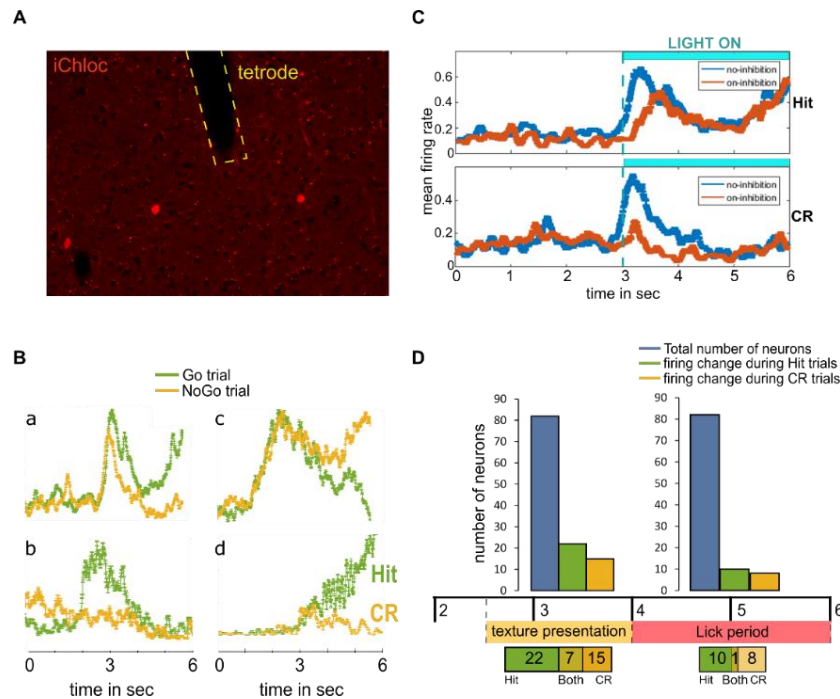 A
iChloc
tetrode
C
LIGHT ON
no-inhibition
on-inhibition
Hit
no-inhibition
on-inhibition
CR
mean firing rate
0.6
0.4
0.2
0
0.4
0.2
0
0 1 2 3 4 5 6
time in sec
B
Go trial
NoGo trial
a
c
b
d
Hit
CR
0 3 6
0 3 6
time in sec
time in sec
D
Total number of neurons
firing change during Hit trials
firing change during CR trials
number of neurons
90
80
70
60
50
40
30
20
10
90
80
70
60
50
40
30
20
10
2 3 4 5 6
texture presentation
Lick period
22 7 15
Hit Both CR
10 1 8
Hit Both CR